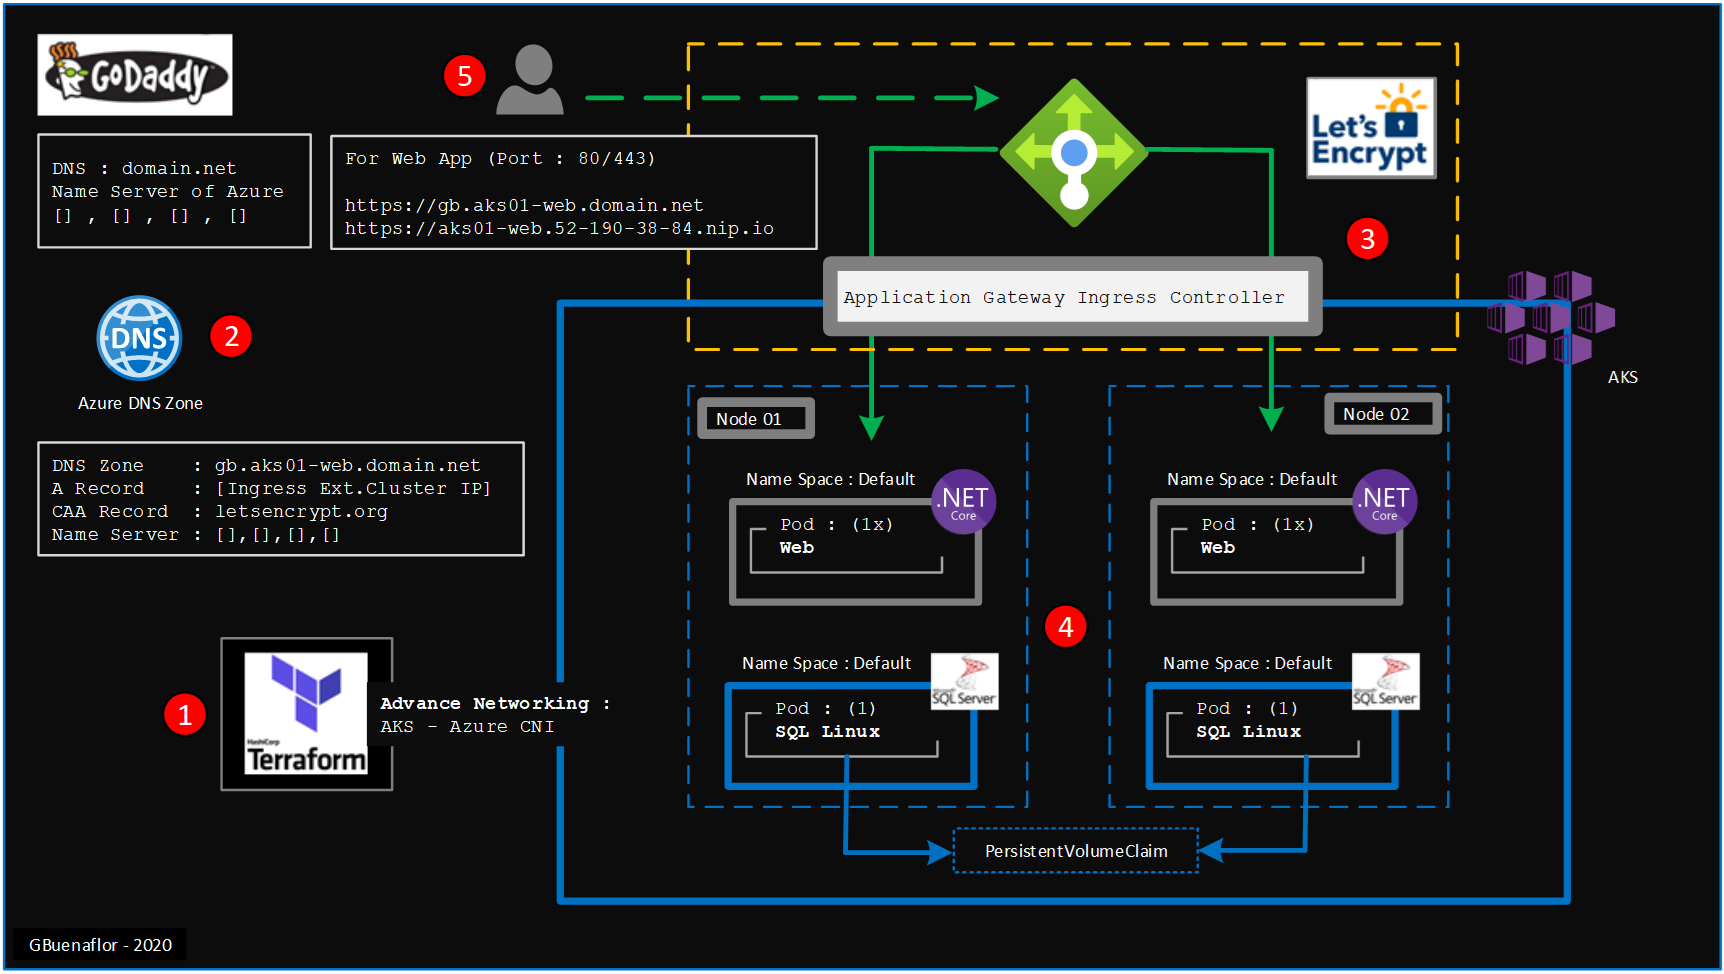 GoDaddy™
DNS : domain.net
Name Server of Azure
[] , [] , [] , []
5
For Web App (Port : 80/443)
https://gb.aks01-web.domain.net
https://aks01-web.52-190-38-84.nip.io
Let's
Encrypt
3
Application Gateway Ingress Controller
AKS
DNS
2
Azure DNS Zone
DNS Zone : gb.aks01-web.domain.net
A Record : [Ingress Ext.Cluster IP]
CAA Record : letsencrypt.org
Name Server : [],[],[],[]
1
HashiCorp
Terraform
Advance Networking :
AKS - Azure CNI
Node 01
Name Space : Default
.NET
Core
Pod : (1x)
Web
Name Space : Default
Microsoft
SQL Server
Pod : (1)
SQL Linux
4
Node 02
Name Space : Default
.NET
Core
Pod : (1x)
Web
Name Space : Default
Microsoft
SQL Server
Pod : (1)
SQL Linux
PersistentVolumeClaim
GBuenaflor - 2020